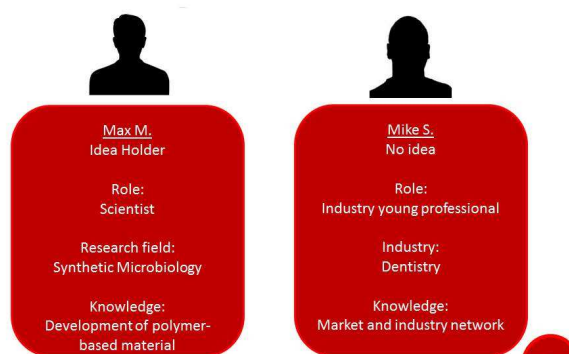 Max M.
Idea Holder
Role:
Scientist
Research field:
Synthetic Microbiology
Knowledge:
Development of polymer-
based material
Mike S.
No idea
Role:
Industry young professional
Industry:
Dentistry
Knowledge:
Market and industry network